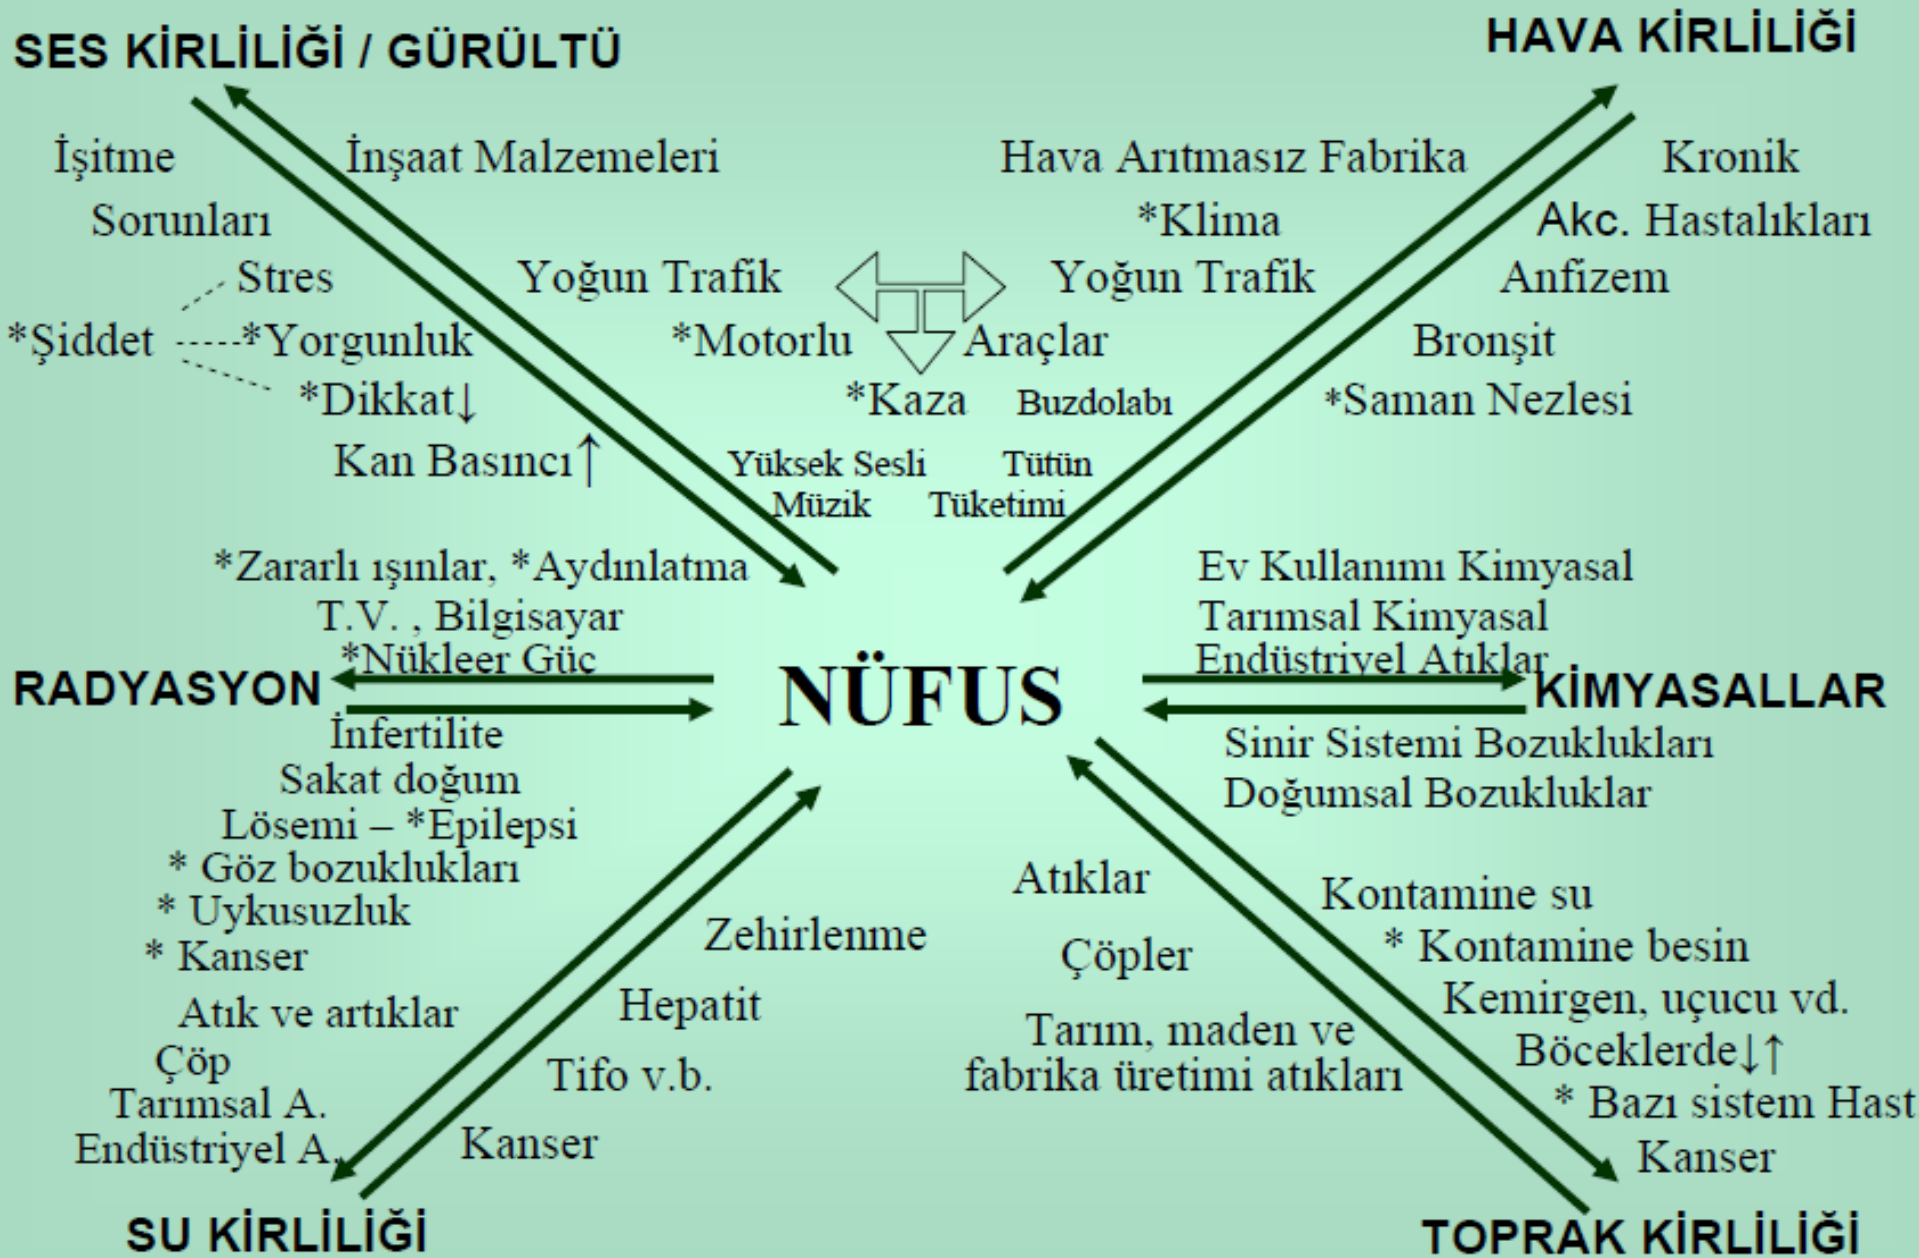 SES KİRLİLİĞİ / GÜRÜLTÜ
HAVA KİRLİLİĞİ
İşitme
Sorunları
Stres
*Şiddet
*Yorgunluk
*Dikkat↓
Kan Basıncı↑
İnşaat Malzemeleri
Yoğun Trafik
*Motorlu Araçlar
*Kaza
Yüksek Sesli
Müzik
Hava Arıtmasız Fabrika
*Klima
Yoğun Trafik
Buzdolabı
Tütün
Tüketimi
Kronik
Akc. Hastalıkları
Anfizem
Bronşit
*Saman Nezlesi
*Zararlı ışınlar, *Aydınlatma
T.V. , Bilgisayar
*Nükleer Güç
RADYASYON
NÜFUS
Ev Kullanımı Kimyasal
Tarımsal Kimyasal
Endüstriyel Atıklar
KİMYASALLAR
İnfertilite
Sakat doğum
Lösemi – *Epilepsi
* Göz bozuklukları
* Uykusuzluk
* Kanser
Sinir Sistemi Bozuklukları
Doğumsal Bozukluklar
Atık ve artıklar
Çöp
Tarımsal A.
Endüstriyel A.
Zehirlenme
Hepatit
Tifo v.b.
Kanser
Atıklar
Çöpler
Tarım, maden ve
fabrika üretimi atıkları
Kontamine su
* Kontamine besin
Kemirgen, uçucu vd.
Böceklerde↓↑
* Bazı sistem Hast
Kanser
SU KİRLİLİĞİ
TOPRAK KİRLİLİĞİ